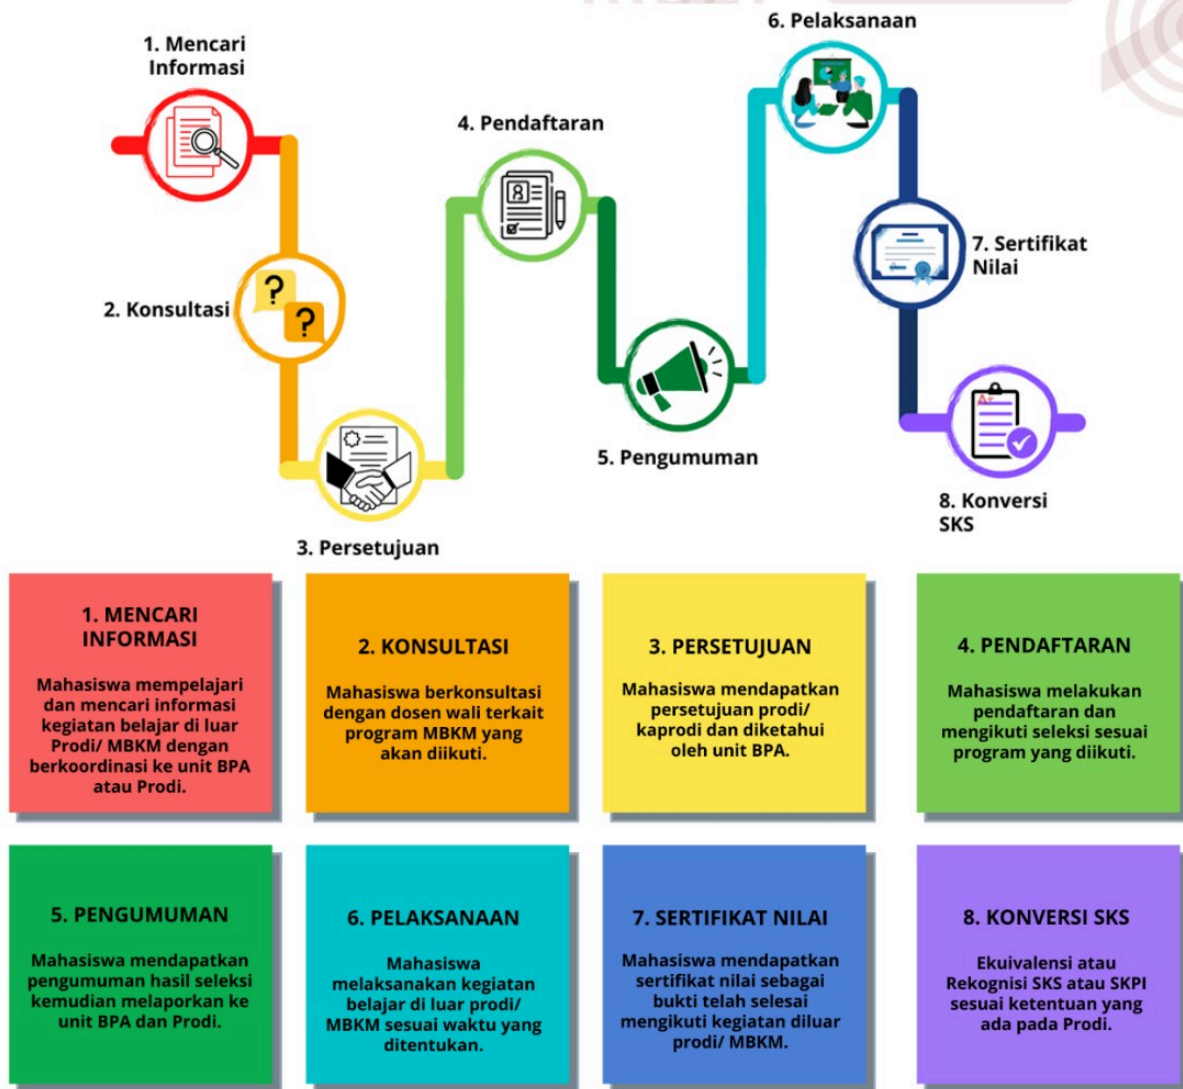 1. Mencari
Informasi
2. Konsultasi
3. Persetujuan
4. Pendaftaran
5. Pengumuman
6. Pelaksanaan
7. Sertifikat
Nilai
A+
8. Konversi
SKS
1. MENCARI
INFORMASI
Mahasiswa mempelajari
dan mencari informasi
kegiatan belajar di luar
Prodi/ MBKM dengan
berkoordinasi ke unit BPA
atau Prodi.
2. KONSULTASI
Mahasiswa berkonsultasi
dengan dosen wali terkait
program MBKM yang
akan diikuti.
3. PERSETUJUAN
Mahasiswa mendapatkan
persetujuan prodi/
kaprodi dan diketahui
oleh unit BPA.
4. PENDAFTARAN
Mahasiswa melakukan
pendaftaran dan
mengikuti seleksi sesuai
program yang diikuti.
5. PENGUMUMAN
Mahasiswa mendapatkan
pengumuman hasil seleksi
kemudian melaporkan ke
unit BPA dan Prodi.
6. PELAKSANAAN
Mahasiswa
melaksanakan kegiatan
belajar di luar prodi/
MBKM sesuai waktu yang
ditentukan.
7. SERTIFIKAT NILAI
Mahasiswa mendapatkan
sertifikat nilai sebagai
bukti telah selesai
mengikuti kegiatan diluar
prodi/ MBKM.
8. KONVERSI SKS
Ekuivalensi atau
Rekognisi SKS atau SKPI
sesuai ketentuan yang
ada pada Prodi.